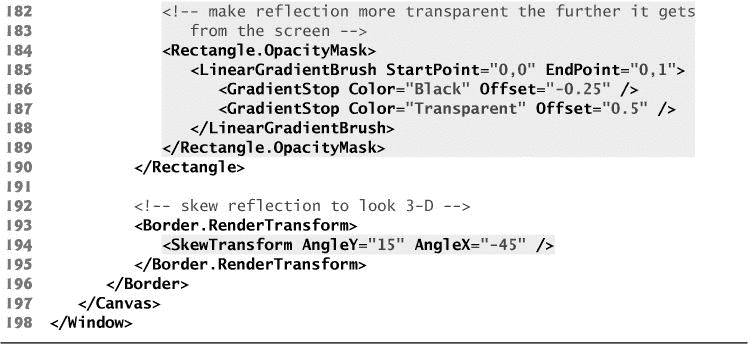 182 <!-- make reflection more transparent the further it gets
183 from the screen -->
184 <Rectangle.OpacityMask>
185 <LinearGradientBrush StartPoint="0,0" EndPoint="0,1">
186 <GradientStop Color="Black" Offset="-0.25" />
187 <GradientStop Color="Transparent" Offset="0.5" />
188 </LinearGradientBrush>
189 </Rectangle.OpacityMask>
190 </Rectangle>
191
192 <!-- skew reflection to look 3-D -->
193 <Border.RenderTransform>
194 <SkewTransform AngleY="15" AngleX="-45" />
195 </Border.RenderTransform>
196 </Border>
197 </Canvas>
198 </Window>